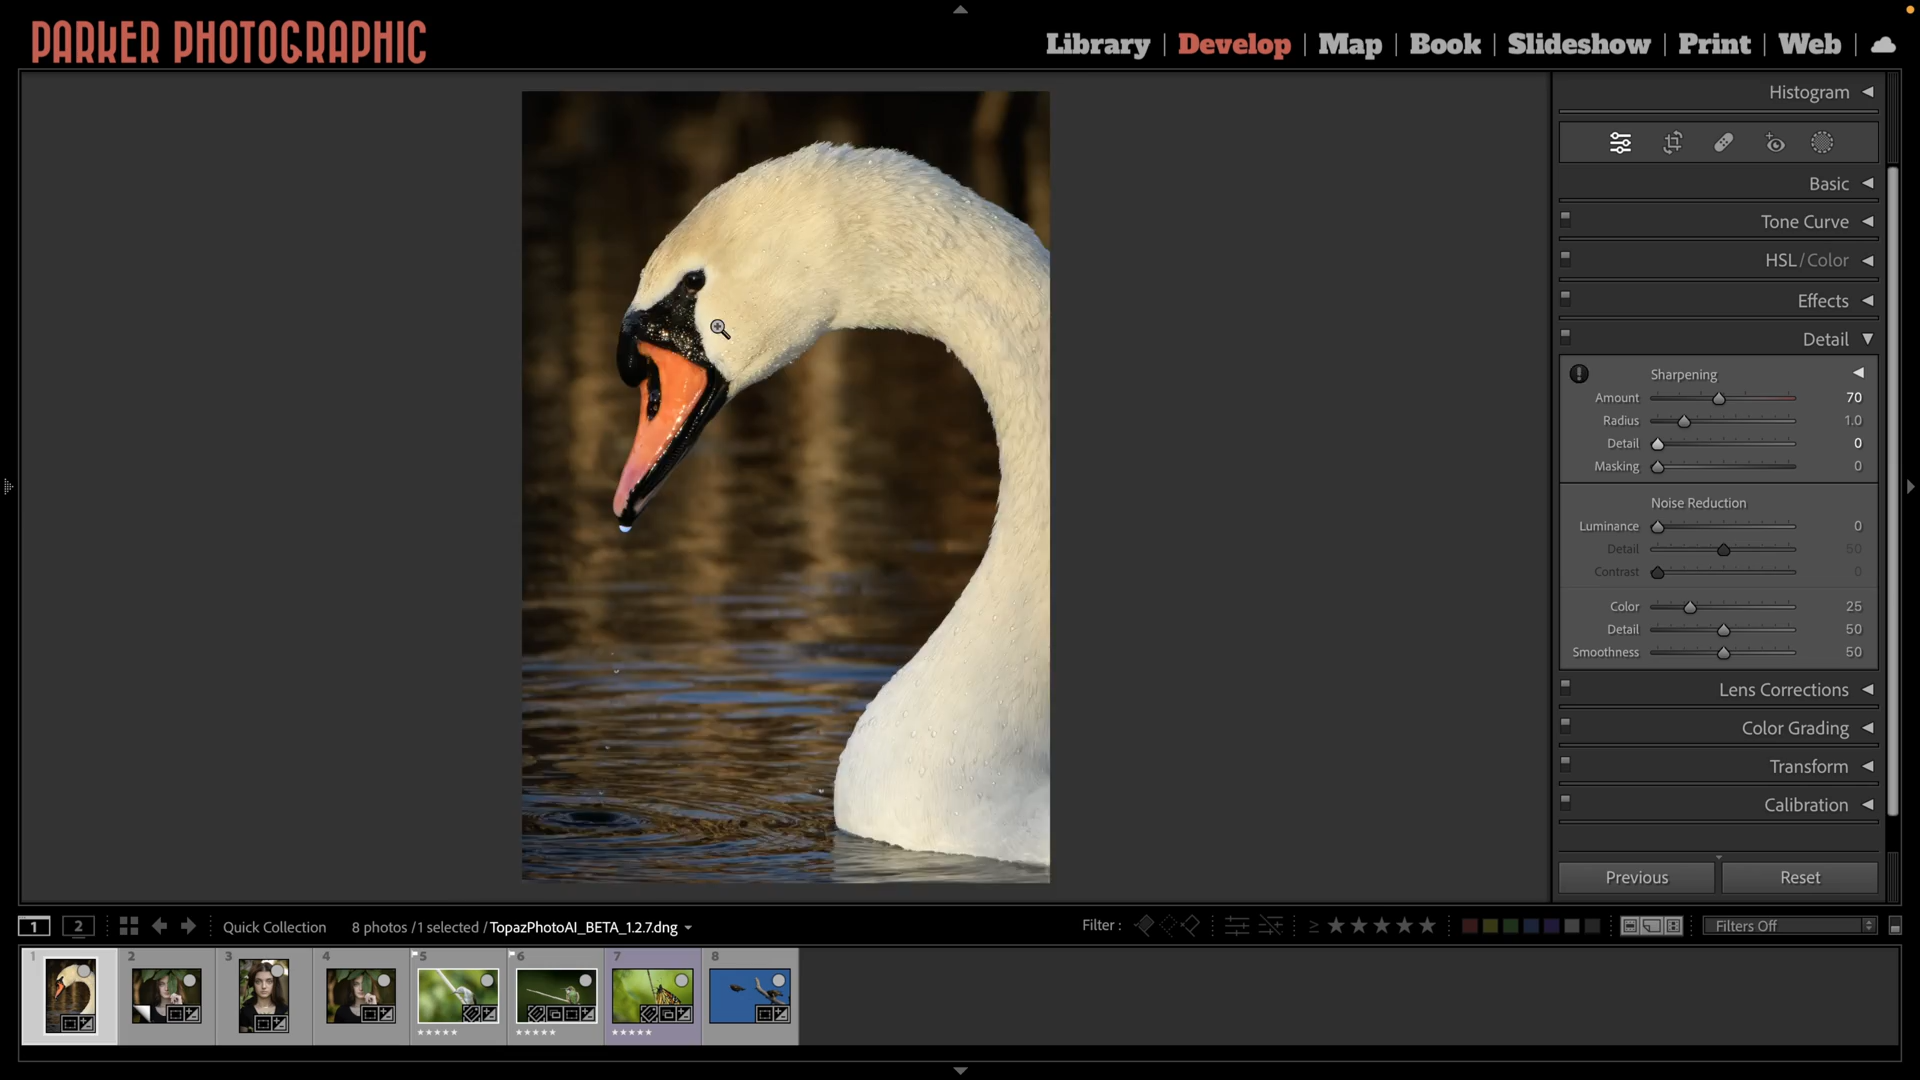 PARKER PHOTOGRAPHIC
Library | Develop | Map | Book | Slideshow | Print | Web |
Histogram
Basic
Tone Curve
HSL / Color
Effects
Detail
Sharpening
Amount 70
Radius 1.0
Detail 0
Masking 0
Noise Reduction
Luminance 0
Detail 50
Contrast 0
Color 25
Detail 50
Smoothness 50
Lens Corrections
Color Grading
Transform
Calibration
Previous Reset
1 2 Quick Collection 8 photos / 1 selected / TopazPhotoAI_BETA_1.2.7.dng Filter : Filters Off
1 2 3 4 5 6 7 8